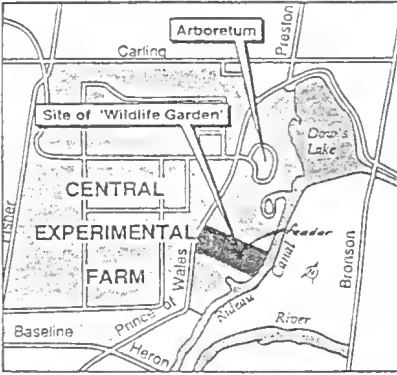 Arboretum
Preston
Carling
Site of 'Wildlife Garden'
Dow's
Lake
CENTRAL
Fisher
EXPERIMENTAL
feeder
FARM
Prince of Wales
Canal
Rideau
Bronson
Baseline
Heron
River